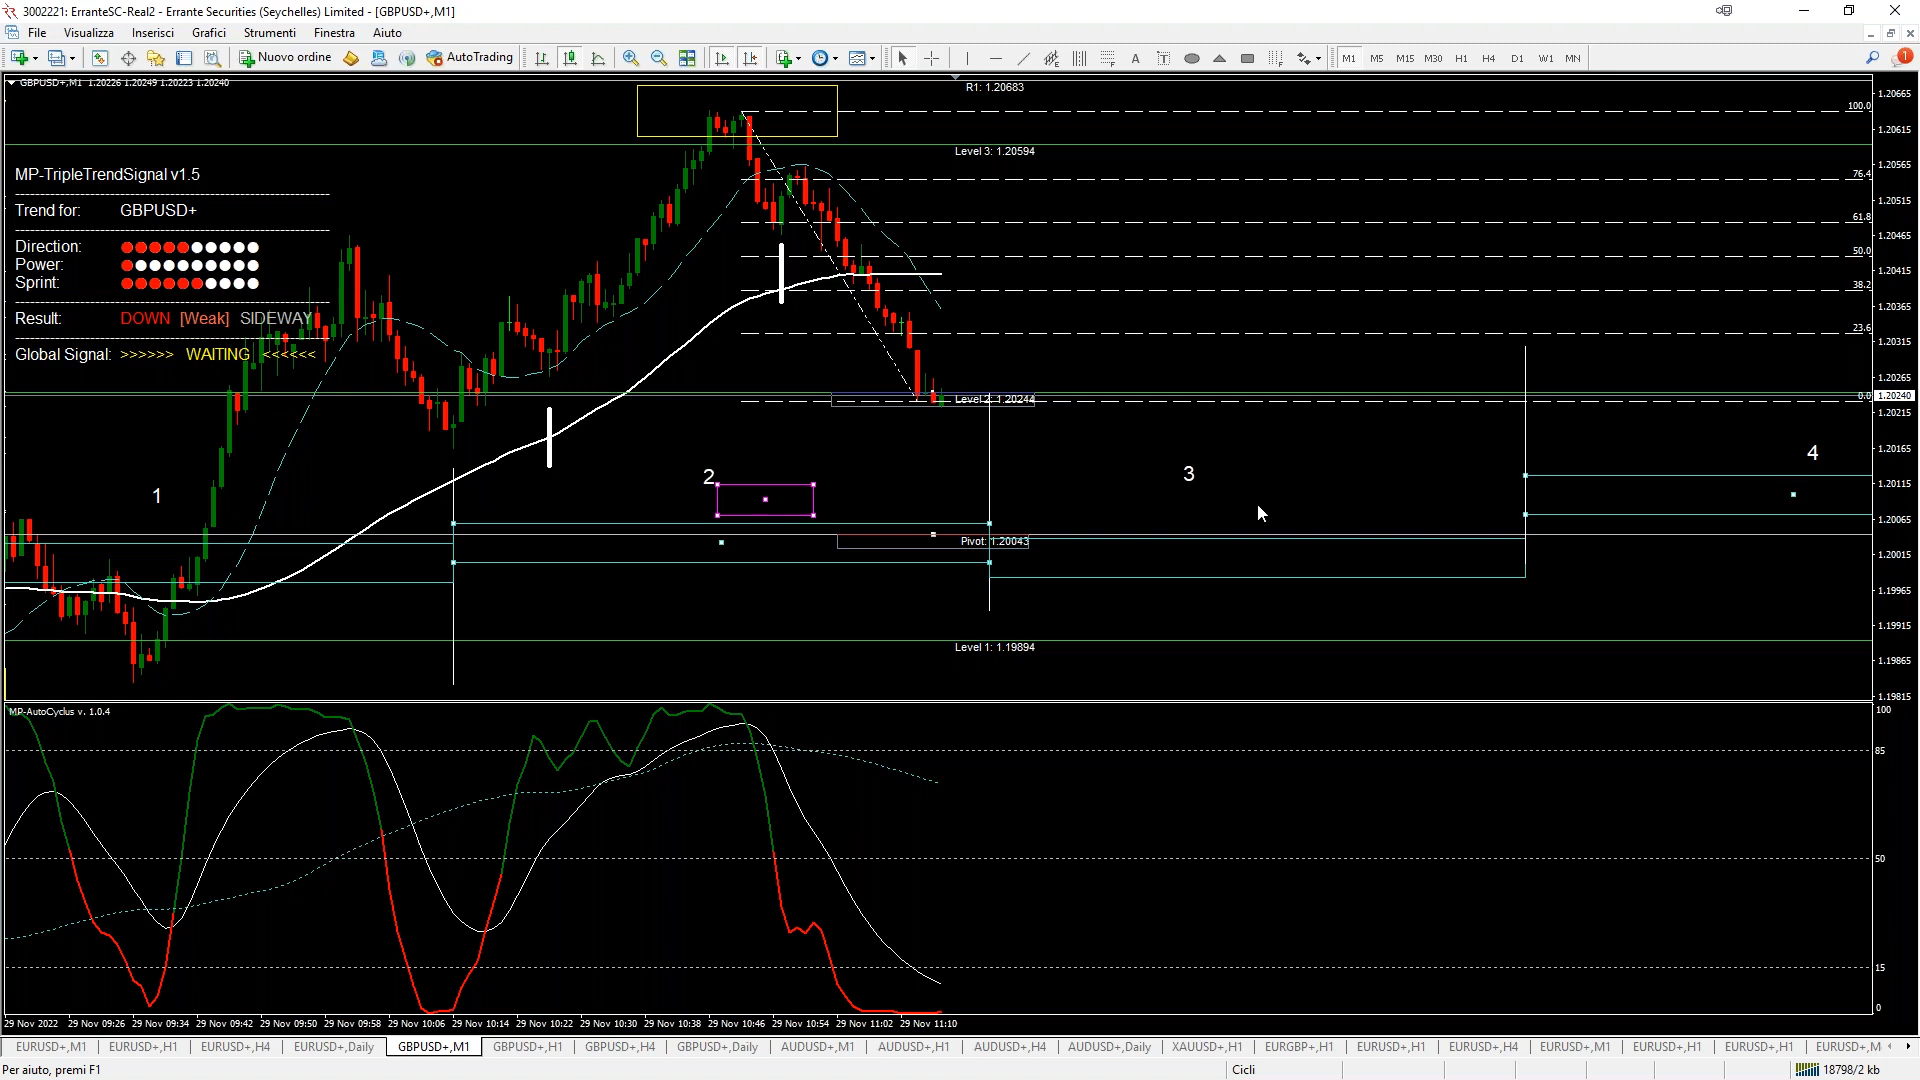 3002221: ErranteSC-Real2 - Errante Securities (Seychelles) Limited - [GBPUSD+,M1]
File Visualizza Inserisci Grafici Strumenti Finestra Aiuto
Nuovo ordine AutoTrading A T M1 M5 M15 M30 H1 H4 D1 W1 MN 1
GBPUSD+,M1 1.20226 1.20249 1.20223 1.20240
R1: 1.20683
1.20665
100.0
1.20615
Level 3: 1.20594
1.20565
76.4
MP-TripleTrendSignal v1.5
1.20515
Trend for: GBPUSD+
61.8
1.20465
Direction:
50.0
Power:
1.20415
Sprint:
38.2
1.20365
Result: DOWN [Weak] SIDEWAY
23.6
1.20315
Global Signal: >>>>>> WAITING <<<<<<
1.20265
Level 2: 1.20244
0.0
1.20240
1.20215
1.20165
1
2
3
4
1.20115
1.20065
Pivot: 1.20043
1.20015
1.19965
1.19915
Level 1: 1.19894
1.19865
1.19815
MP-AutoCyclus v. 1.0.4
100
85
50
15
0
29 Nov 2022 29 Nov 09:26 29 Nov 09:34 29 Nov 09:42 29 Nov 09:50 29 Nov 09:58 29 Nov 10:06 29 Nov 10:14 29 Nov 10:22 29 Nov 10:30 29 Nov 10:38 29 Nov 10:46 29 Nov 10:54 29 Nov 11:02 29 Nov 11:10
EURUSD+,M1 EURUSD+,H1 EURUSD+,H4 EURUSD+,Daily GBPUSD+,M1 GBPUSD+,H1 GBPUSD+,H4 GBPUSD+,Daily AUDUSD+,M1 AUDUSD+,H1 AUDUSD+,H4 AUDUSD+,Daily XAUUSD+,H1 EURGBP+,H1 EURUSD+,H1 EURUSD+,H4 EURUSD+,M1 EURUSD+,H1 EURUSD+,H1 EURUSD+,M
Per aiuto, premi F1 Cicli 18798/2 kb